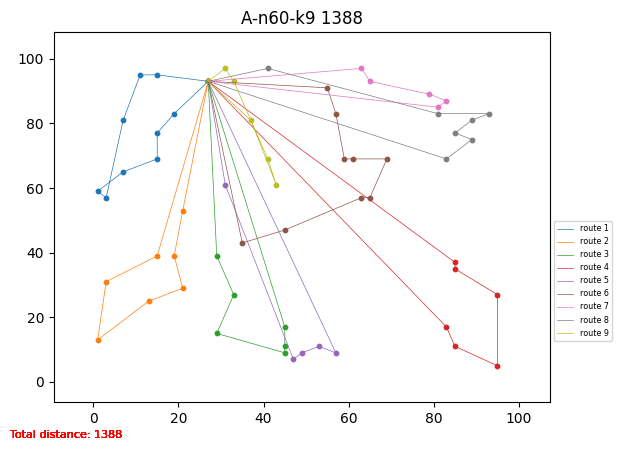 A-n60-k9 1388
100
80
60
40
20
0
0 20 40 60 80 100
route 1
route 2
route 3
route 4
route 5
route 6
route 7
route 8
route 9
Total distance: 1388